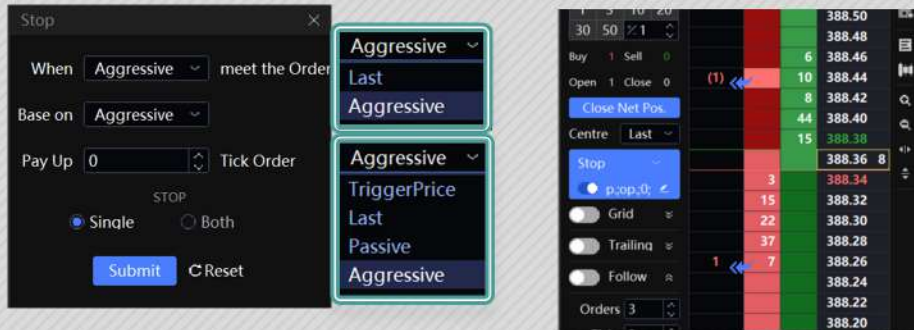 Stop
When Aggressive meet the Order
Base on Aggressive
Pay Up 0 Tick Order
STOP
Single Both
Submit Reset
Aggressive
Last
Aggressive
Aggressive
TriggerPrice
Last
Passive
Aggressive
1 5 10 20
30 50 1
Buy 1 Sell 0
Open 1 Close 0
Close Net Pos.
Centre Last
Stop
p;op;0;
Grid
Trailing
Follow
Orders 3
388.50
388.48
6 388.46
(1) 10 388.44
8 388.42
44 388.40
15 388.38
388.36 8
3 388.34
15 388.32
22 388.30
37 388.28
1 7 388.26
388.24
388.22
388.20